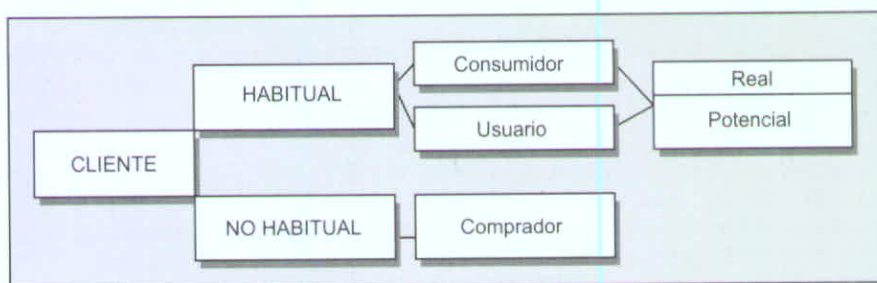 CLIENTE
HABITUAL
NO HABITUAL
Consumidor
Usuario
Comprador
Real
Potencial